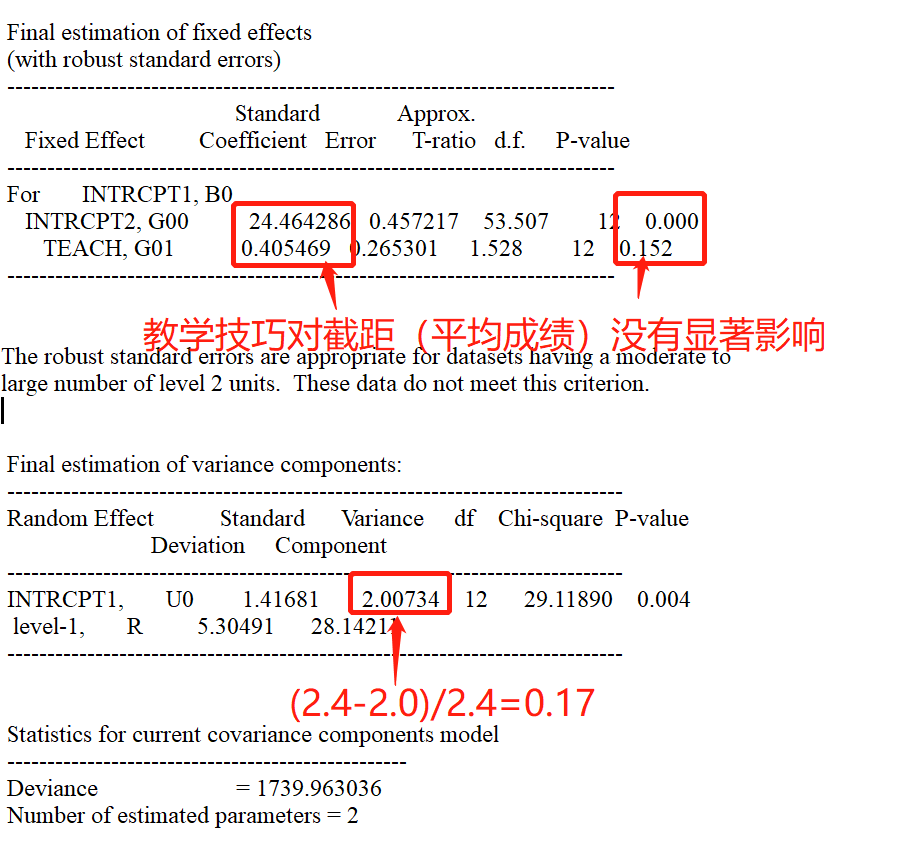 Final estimation of fixed effects
(with robust standard errors)
----------------------------------------------------------------------------
Standard Approx.
Fixed Effect Coefficient Error T-ratio d.f. P-value
----------------------------------------------------------------------------
For INTRCPT1, B0
INTRCPT2, G00 24.464286 0.457217 53.507 12 0.000
TEACH, G01 0.405469 0.265301 1.528 12 0.152
----------------------------------------------------------------------------
教学技巧对截距（平均成绩）没有显著影响
The robust standard errors are appropriate for datasets having a moderate to
large number of level 2 units. These data do not meet this criterion.
Final estimation of variance components:
-----------------------------------------------------------------------------
Random Effect Standard Variance df Chi-square P-value
Deviation Component
-----------------------------------------------------------------------------
INTRCPT1, U0 1.41681 2.00734 12 29.11890 0.004
level-1, R 5.30491 28.14211
-----------------------------------------------------------------------------
(2.4-2.0)/2.4=0.17
Statistics for current covariance components model
--------------------------------------------------
Deviance = 1739.963036
Number of estimated parameters = 2